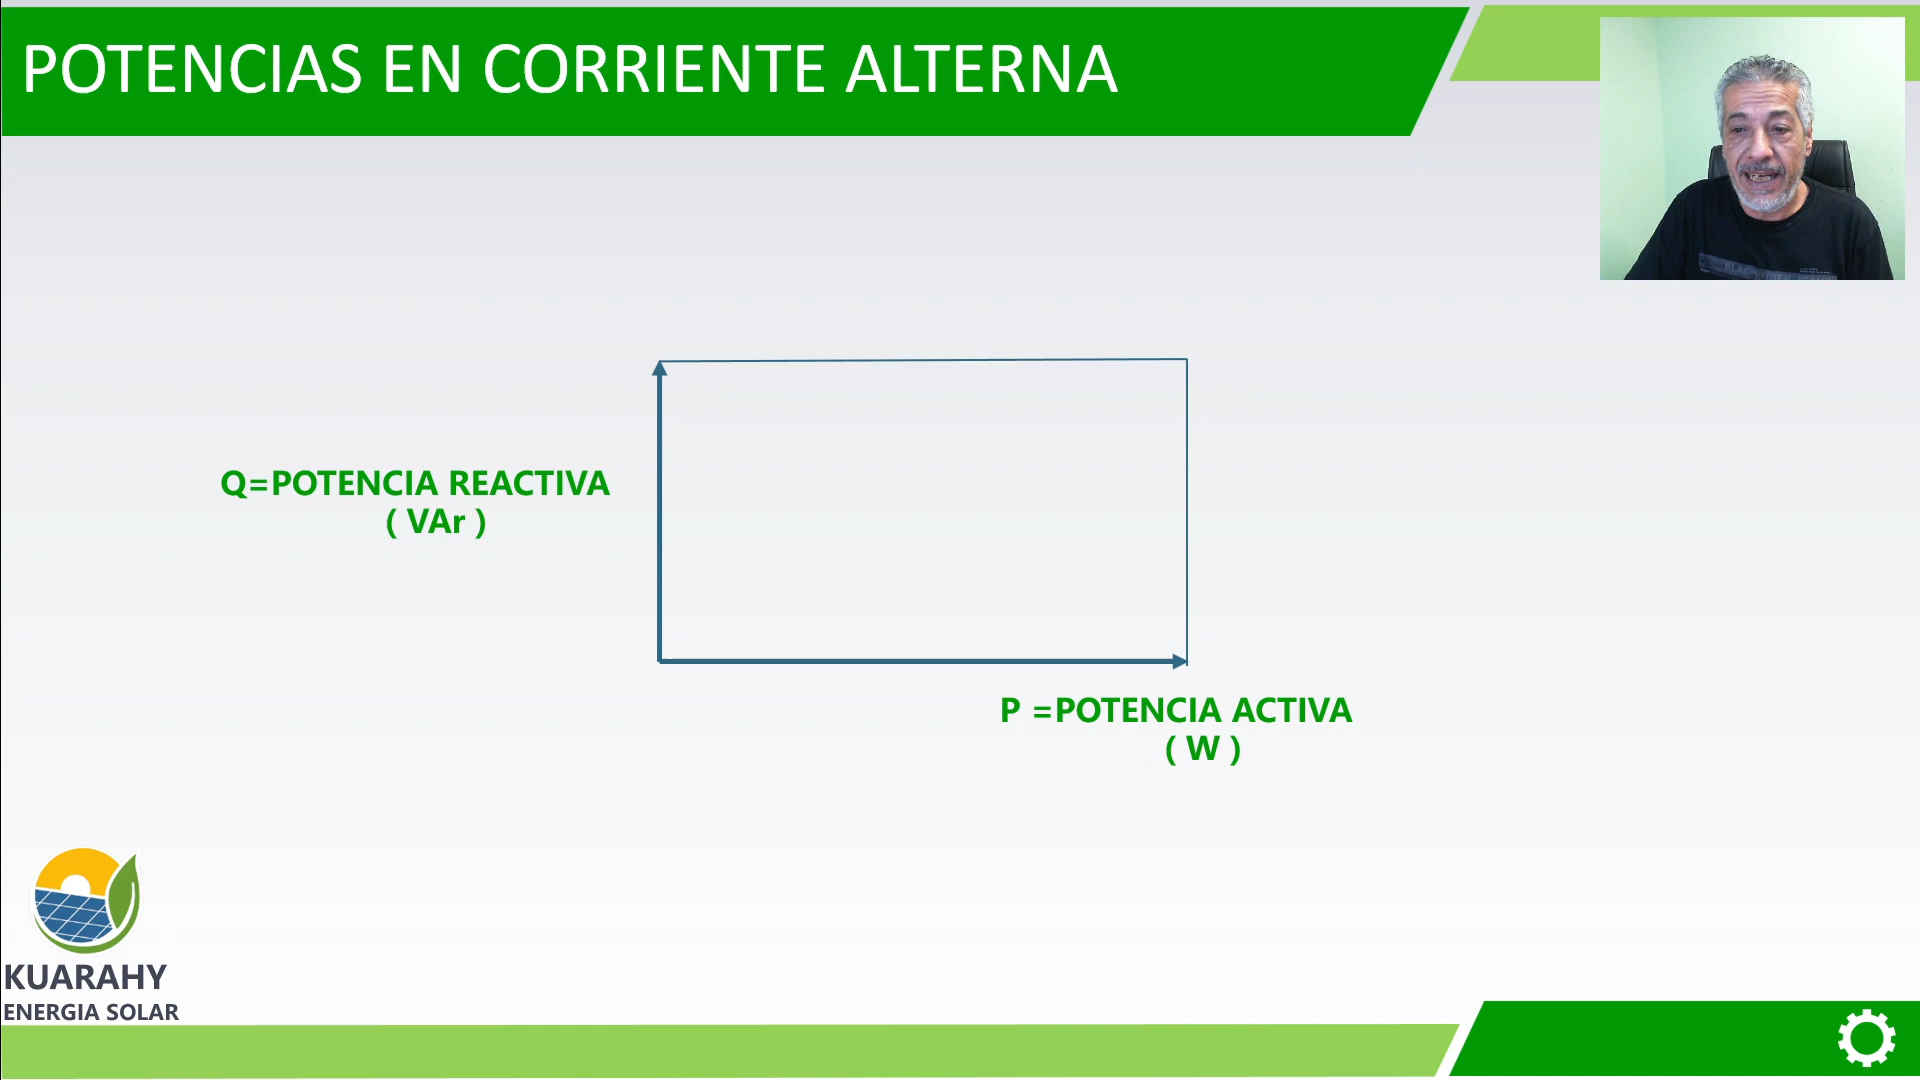 POTENCIAS EN CORRIENTE ALTERNA
Q=POTENCIA REACTIVA
( VAr )
P =POTENCIA ACTIVA
( W )
KUARAHY
ENERGIA SOLAR